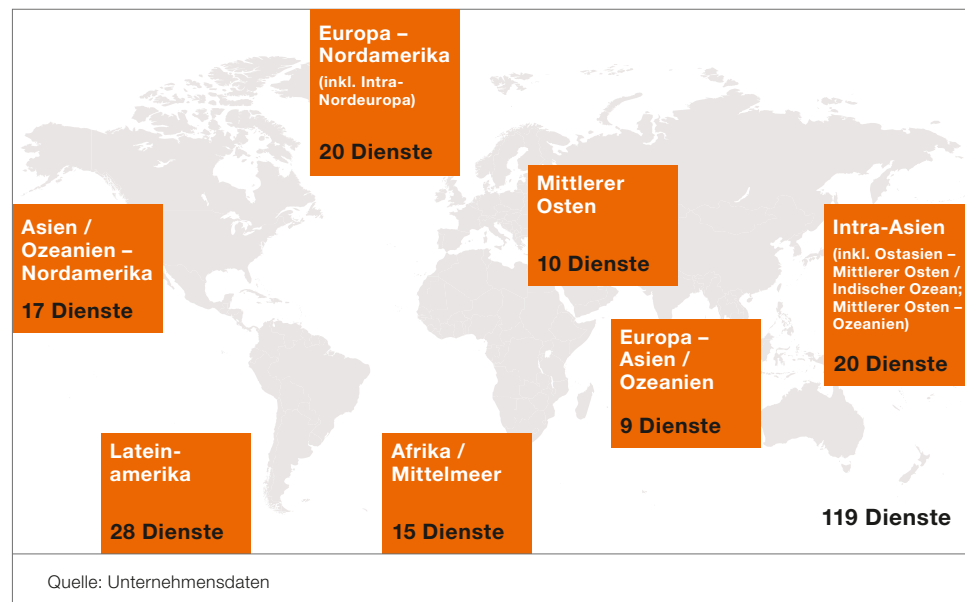 Europa –
Nordamerika
(inkl. Intra-
Nordeuropa)
20 Dienste
Mittlerer
Osten
10 Dienste
Asien /
Ozeanien –
Nordamerika
17 Dienste
Intra-Asien
(inkl. Ostasien –
Mittlerer Osten /
Indischer Ozean;
Mittlerer Osten –
Ozeanien)
20 Dienste
Europa –
Asien /
Ozeanien
9 Dienste
Latein-
amerika
28 Dienste
Afrika /
Mittelmeer
15 Dienste
119 Dienste
Quelle: Unternehmensdaten